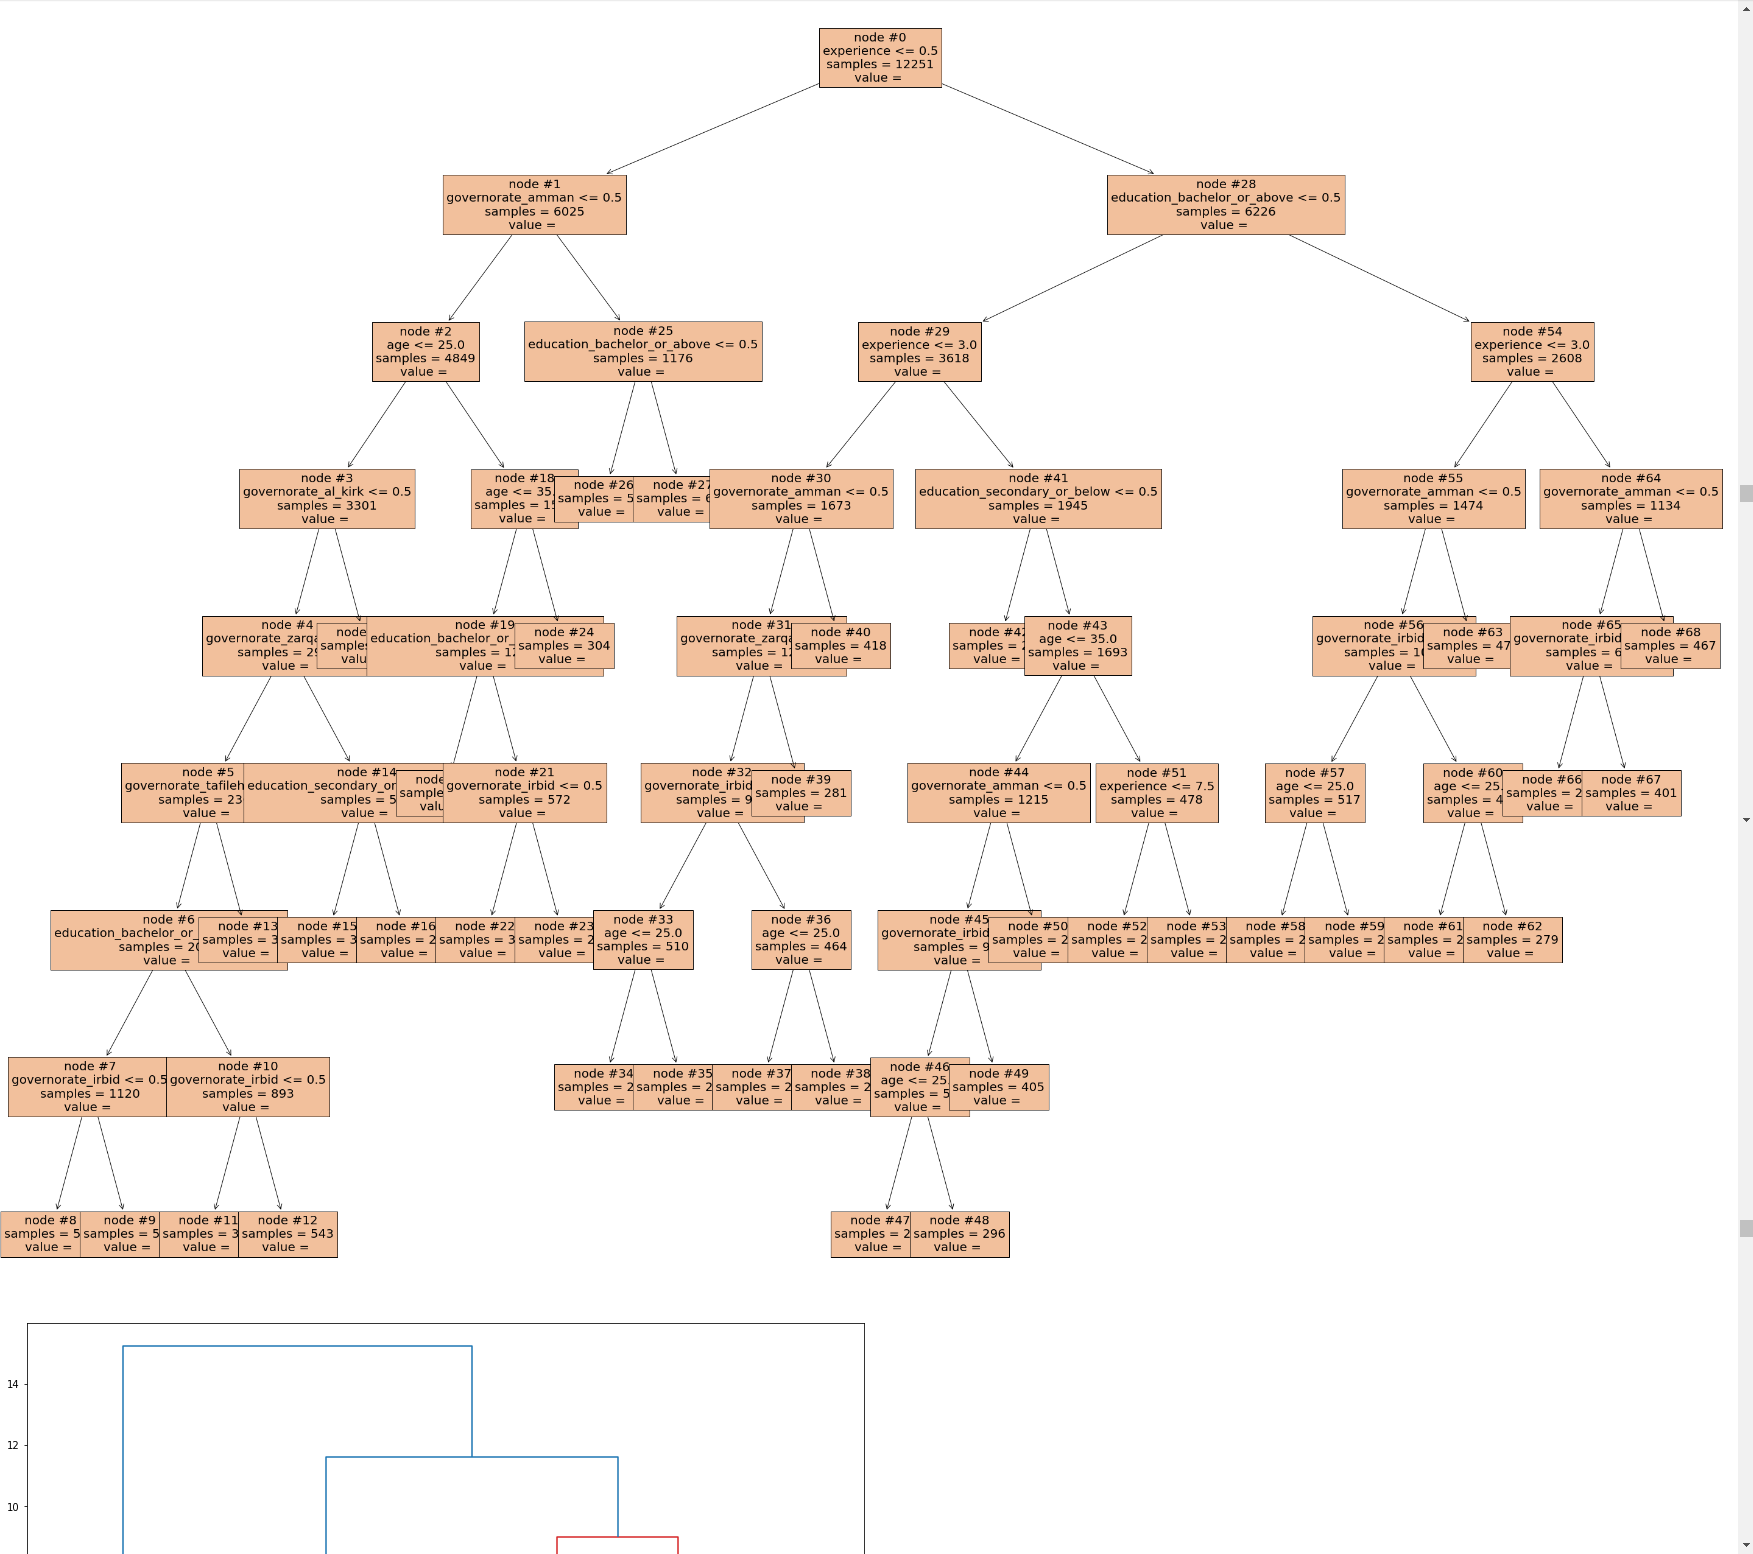 node #0
experience <= 0.5
samples = 12251
value =
node #1
governorate_amman <= 0.5
samples = 6025
value =
node #28
education_bachelor_or_above <= 0.5
samples = 6226
value =
node #2
age <= 25.0
samples = 4849
value =
node #25
education_bachelor_or_above <= 0.5
samples = 1176
value =
node #29
experience <= 3.0
samples = 3618
value =
node #54
experience <= 3.0
samples = 2608
value =
node #3
governorate_al_kirk <= 0.5
samples = 3301
value =
node #18
age <= 35.
samples = 15
value =
node #26
samples = 5
value =
node #27
samples = 6
value =
node #30
governorate_amman <= 0.5
samples = 1673
value =
node #41
education_secondary_or_below <= 0.5
samples = 1945
value =
node #55
governorate_amman <= 0.5
samples = 1474
value =
node #64
governorate_amman <= 0.5
samples = 1134
value =
node #4
governorate_zarqa
samples = 29
value =
node
samp
valu
node #19
education_bachelor_or_
samples = 12
value =
node #24
samples = 304
value =
node #31
governorate_zarqa
samples = 12
value =
node #40
samples = 418
value =
node #42
samples =
value =
node #43
age <= 35.0
samples = 1693
value =
node #56
governorate_irbid
samples = 10
value =
node #63
samples = 47
value =
node #65
governorate_irbid
samples = 6
value =
node #68
samples = 467
value =
node #5
governorate_tafileh
samples = 23
value =
node #14
education_secondary_or
samples = 5
value =
node
sample
valu
node #21
governorate_irbid <= 0.5
samples = 572
value =
node #32
governorate_irbid
samples = 9
value =
node #39
samples = 281
value =
node #44
governorate_amman <= 0.5
samples = 1215
value =
node #51
experience <= 7.5
samples = 478
value =
node #57
age <= 25.0
samples = 517
value =
node #60
age <= 25.
samples = 4
value =
node #66
samples = 2
value =
node #67
samples = 401
value =
node #6
education_bachelor_or_
samples = 20
value =
node #13
samples = 3
value =
node #15
samples = 3
value =
node #16
samples = 2
value =
node #22
samples = 3
value =
node #23
samples = 2
value =
node #33
age <= 25.0
samples = 510
value =
node #36
age <= 25.0
samples = 464
value =
node #45
governorate_irbid
samples = 9
value =
node #50
samples = 2
value =
node #52
samples = 2
value =
node #53
samples = 2
value =
node #58
samples = 2
value =
node #59
samples = 2
value =
node #61
samples = 2
value =
node #62
samples = 279
value =
node #7
governorate_irbid <= 0.5
samples = 1120
value =
node #10
governorate_irbid <= 0.5
samples = 893
value =
node #34
samples = 2
value =
node #35
samples = 2
value =
node #37
samples = 2
value =
node #38
samples = 2
value =
node #46
age <= 25.
samples = 5
value =
node #49
samples = 405
value =
node #8
samples = 5
value =
node #9
samples = 5
value =
node #11
samples = 3
value =
node #12
samples = 543
value =
node #47
samples = 2
value =
node #48
samples = 296
value =
14
12
10